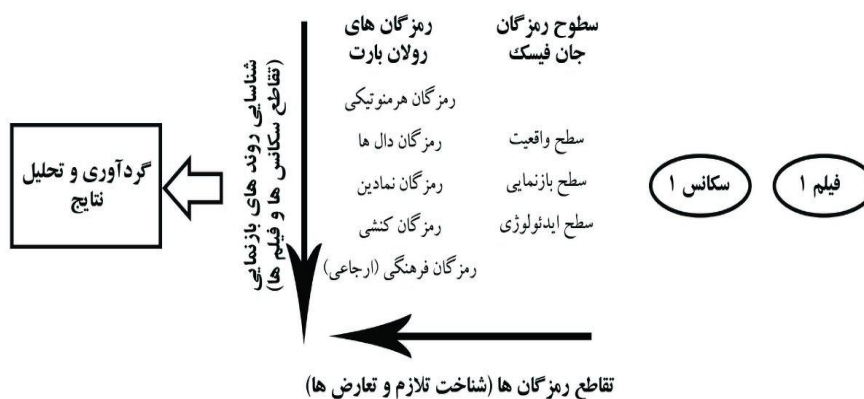 فیلم ۱
سکانس ۱
سطوح رمزگان
جان فیسک
سطح واقعیت
سطح بازنمایی
سطح ایدئولوژی
رمزگان های
رولان بارت
رمزگان هرمنوتیکی
رمزگان دال ها
رمزگان نمادین
رمزگان کنشی
رمزگان فرهنگی (ارجاعی)
شناسایی روند های بازنمایی
(تقاطع سکانس ها و فیلم ها)
گردآوری و تحلیل
نتایج
تقاطع رمزگان ها (شناخت تلازم و تعارض ها)